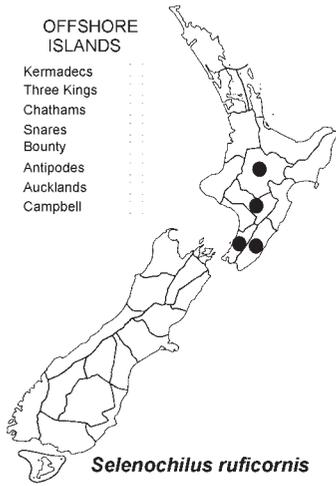 OFFSHORE
ISLANDS
Kermadecs
Three Kings
Chathams
Snares
Bounty
Antipodes
Aucklands
Campbell
Selenochilus ruficornis